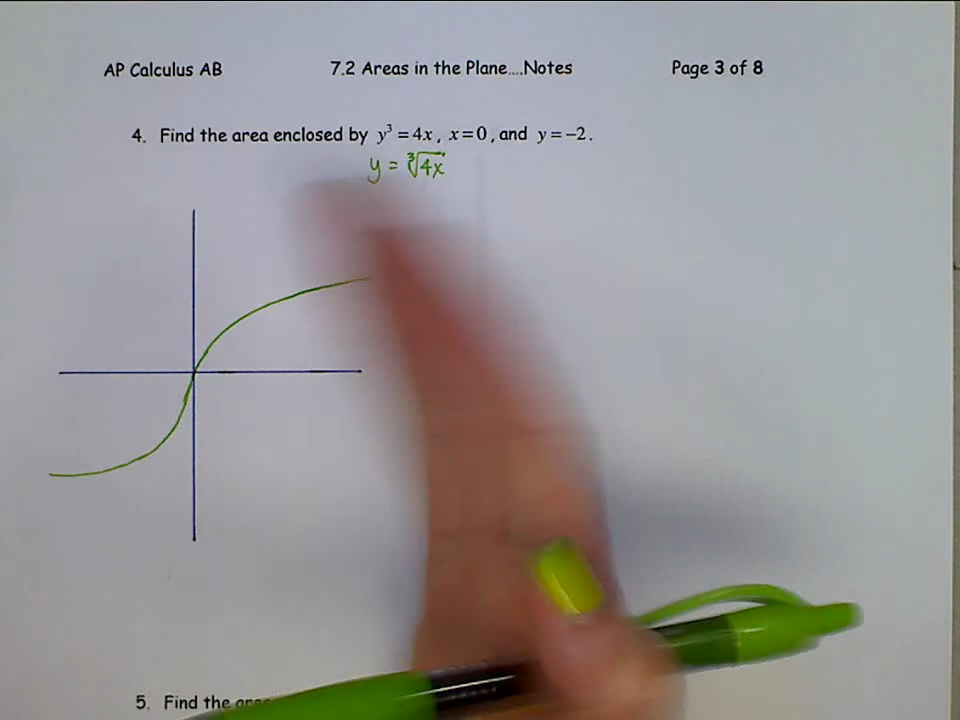 AP Calculus AB 7.2 Areas in the Plane....Notes Page 3 of 8
4. Find the area enclosed by y³ = 4x, x = 0, and y = −2.
y = ∛4x
5. Find the